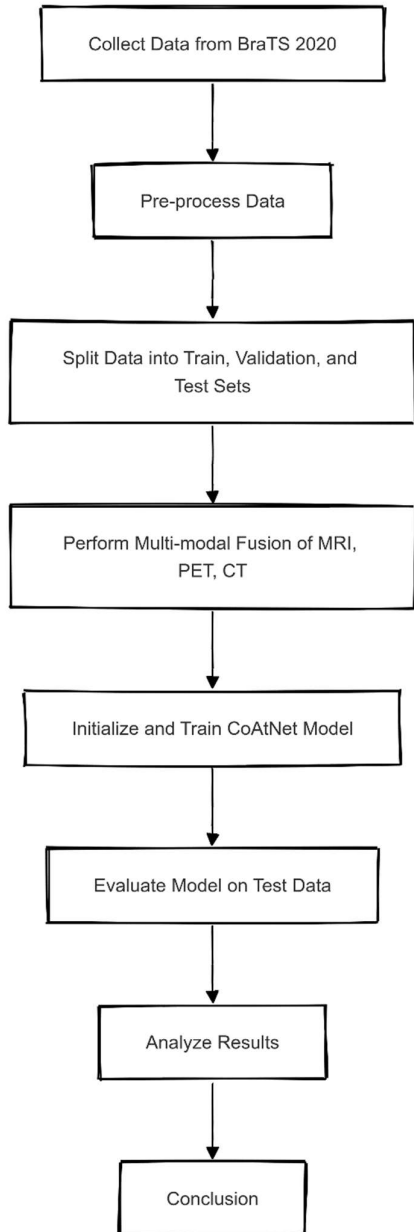 Collect Data from BraTS 2020
Pre-process Data
Split Data into Train, Validation, and
Test Sets
Perform Multi-modal Fusion of MRI,
PET, CT
Initialize and Train CoAtNet Model
Evaluate Model on Test Data
Analyze Results
Conclusion